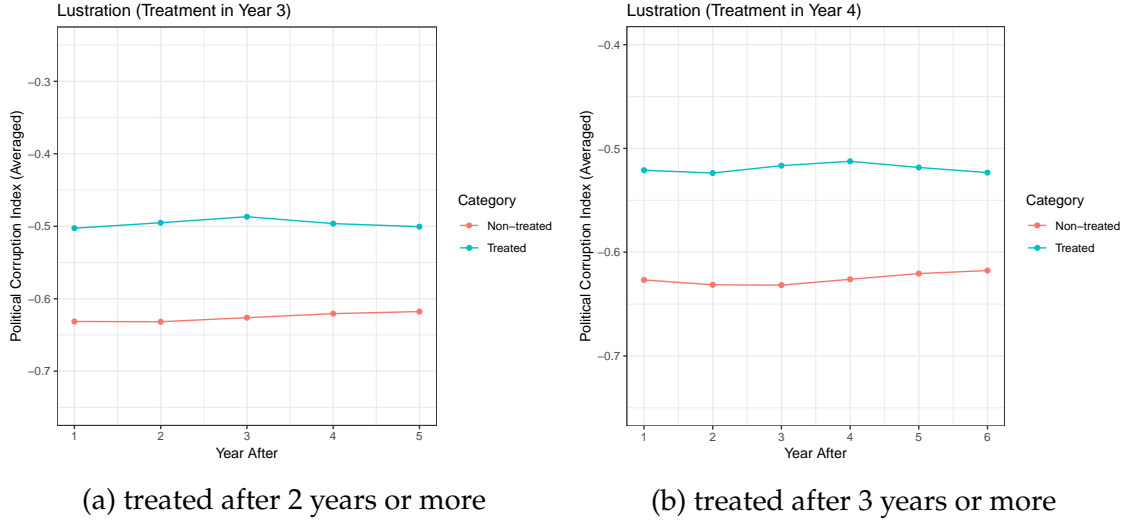 Lustration (Treatment in Year 3)
Political Corruption Index (Averaged)
−0.3
−0.4
−0.5
−0.6
−0.7
1 2 3 4 5
Year After
Category
Non−treated
Treated
(a) treated after 2 years or more
Lustration (Treatment in Year 4)
Political Corruption Index (Averaged)
−0.4
−0.5
−0.6
−0.7
1 2 3 4 5 6
Year After
Category
Non−treated
Treated
(b) treated after 3 years or more